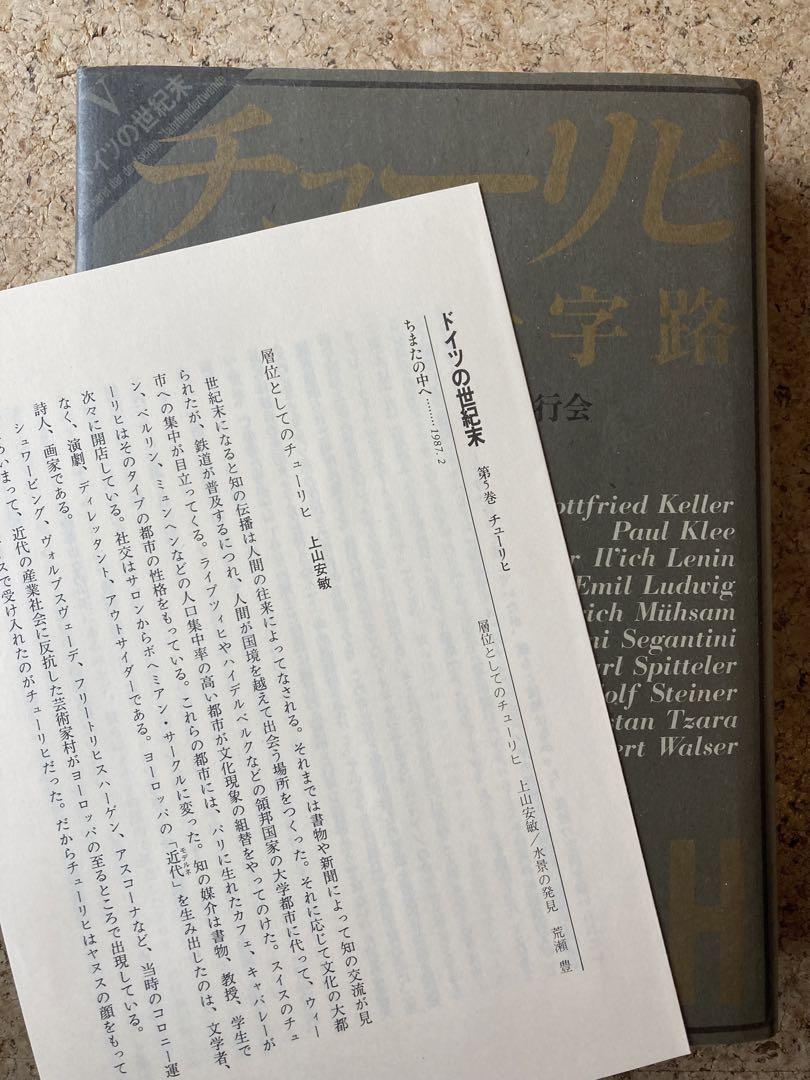 V
ドイツの世紀末
チューリヒ
字路
行会
ottfried Keller
Paul Klee
Il'ich Lenin
Emil Ludwig
rich Mühsam
ni Segantini
arl Spitteler
olf Steiner
stan Tzara
ert Walser
H
ドイツの世紀末 第5巻 チューリヒ
ちまたの中へ………1987.2
層位としてのチューリヒ 上山安敏/水景の発見 荒瀬 豊
層位としてのチューリヒ 上山安敏
世紀末になると知の伝播は人間の往来によってなされる。それまでは書物や新聞によって知の交流が見
られたが、鉄道が普及するにつれ、人間が国境を越えて出会う場所をつくった。それに応じて文化の大都
市への集中が目立ってくる。ライプツィヒやハイデルベルクなどの領邦国家の大学都市に代って、ウィー
ン、ベルリン、ミュンヘンなどの人口集中率の高い都市が文化現象の組替をやってのけた。スイスのチュ
ーリヒはそのタイプの都市の性格をもっている。これらの都市には、パリに生れたカフェ、キャバレーが
次々に開店している。社交はサロンからボヘミアン・サークルに変った。知の媒介は書物、教授、学生で
なく、演劇、ディレッタント、アウトサイダーである。ヨーロッパの「近代」を生み出したのは、文学者、
モデルネ
詩人、画家である。
シュワービング、ヴォルプスヴェーデ、フリートリヒスハーゲン、アスコーナなど、当時のコロニー運
あいまって、近代の産業社会に反抗した芸術家村がヨーロッパの至るところで出現している。
スで受け入れたのがチューリヒだった。だからチューリヒはヤヌスの顔をもって